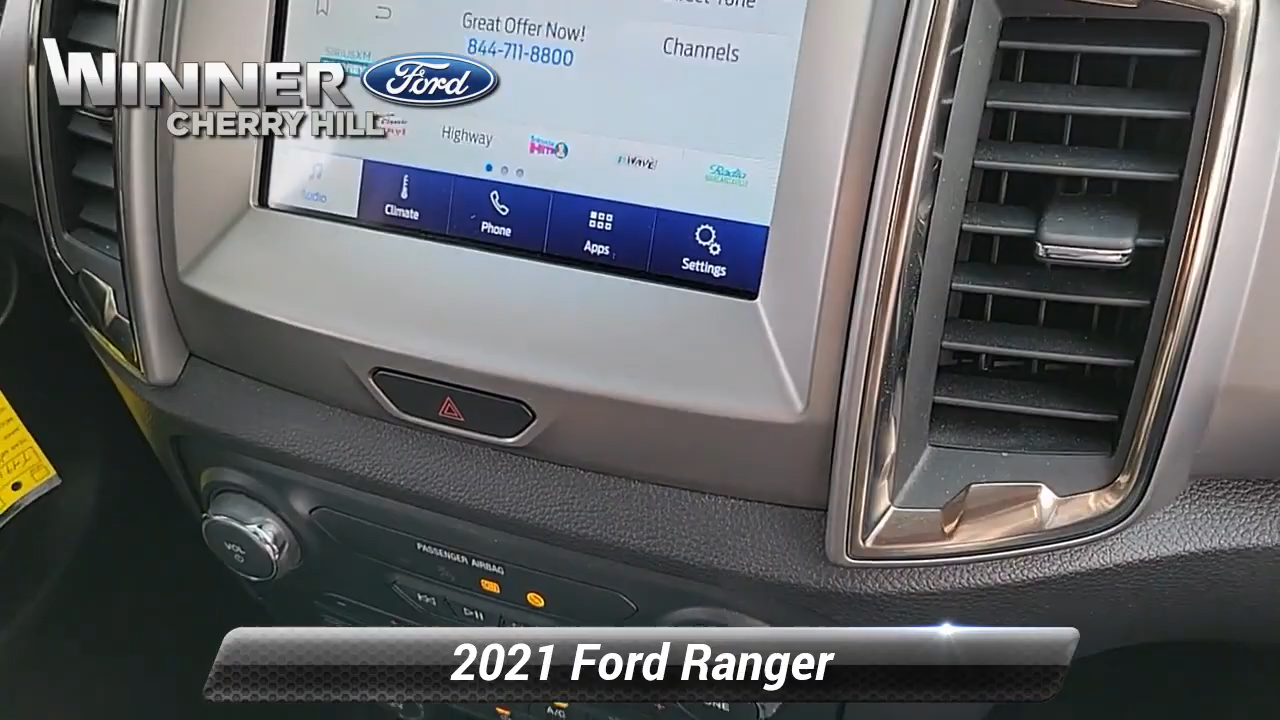 Great Offer Now!
844-711-8800
Channels
SIRIUSXM
WINNER Ford
CHERRY HILL
Highway
Audio
Climate
Phone
Apps
Settings
VOL
PASSENGER AIRBAG
A/C
2021 Ford Ranger